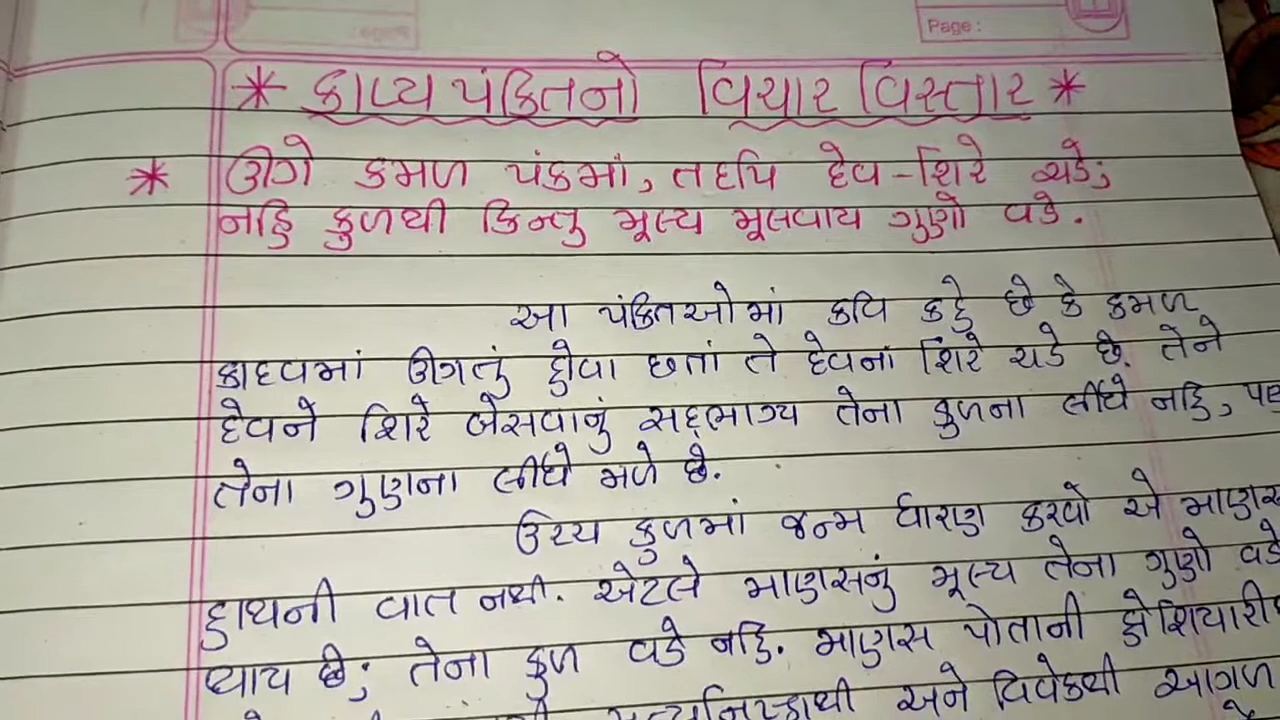 Page :
* કાવ્ય પંકિતનો વિચાર વિસ્તાર *
* ઊગે કમળ પંકમાં, તદપિ દેવ-શિરે ચડે;
નહિ કુળથી કિન્તુ મૂલ્ય મૂલવાય ગુણો વડે.
આ પંકિતઓમાં કવિ કહે છે કે કમળ
કાદવમાં ઊગતું હોવા છતાં તે દેવનાં શિરે ચડે છે. તેને
દેવને શિરે બેસવાનું સદ્ભાગ્ય તેના કુળના લીધે નહિ, પણ
તેના ગુણના લીધે મળે છે.
ઉચ્ચ કુળમાં જન્મ ધારણ કરવો એ માણસ
હાથની વાત નથી. એટલે માણસનું મૂલ્ય તેના ગુણો વડે
થાય છે; તેના કુળ વડે નહિ. માણસ પોતાની હોશિયારી
અને વિવેકથી આગળ